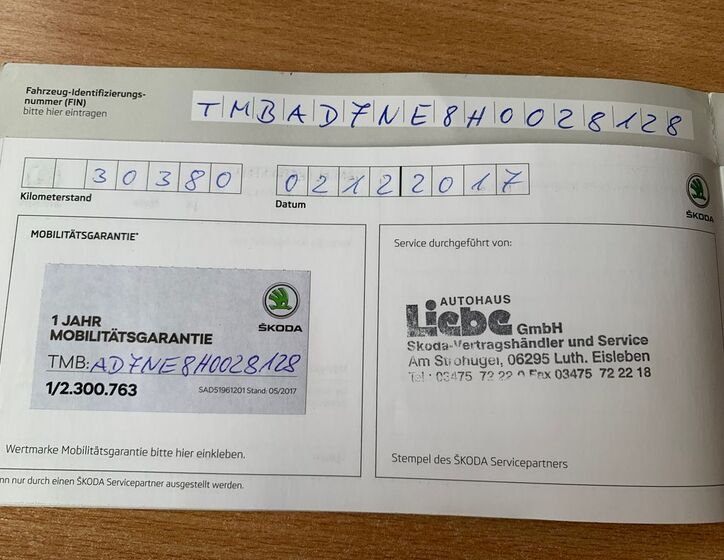 Fahrzeug-Identifizierungs-
nummer (FIN)
bitte hier eintragen
TMBAD7NE8H0028128
30380
Kilometerstand
02122017
Datum
ŠKODA
MOBILITÄTSGARANTIE*
ŠKODA
1 JAHR
MOBILITÄTSGARANTIE
TMB: AD7NE8H0028128
1/2.300.763
SAD51961201 Stand: 05/2017
Wertmarke Mobilitätsgarantie bitte hier einkleben.
Service durchgeführt von:
AUTOHAUS
Liebe GmbH
Skoda-Vertragshändler und Service
Am Strohügel, 06295 Luth. Eisleben
Tel.: 03475 72 22 0 Fax 03475 72 22 18
Stempel des ŠKODA Servicepartners
nn nur durch einen ŠKODA Servicepartner ausgestellt werden.